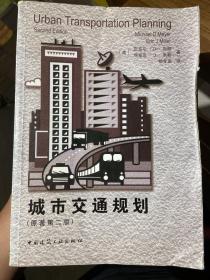 Urban Transportation Planning
Second Edition
Michael D Meyer
Eric J Miller
城市交通规划
(原著第二版)
中国建筑工业出版社